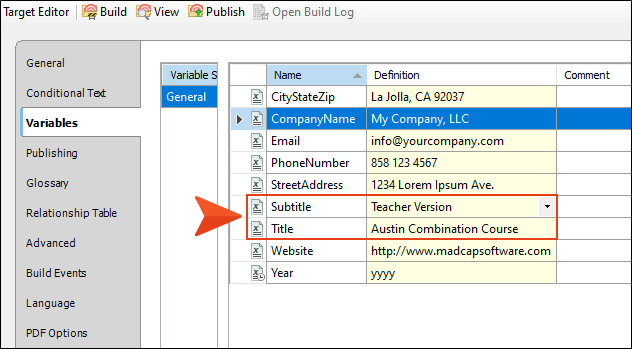 Target Editor Build View Publish Open Build Log
General
Conditional Text
Variables
Publishing
Glossary
Relationship Table
Advanced
Build Events
Language
PDF Options
Variable S
General
Name Definition Comment
CityStateZip La Jolla, CA 92037
CompanyName My Company, LLC
Email info@yourcompany.com
PhoneNumber 858 123 4567
StreetAddress 1234 Lorem Ipsum Ave.
Subtitle Teacher Version
Title Austin Combination Course
Website http://www.madcapsoftware.com
Year yyyy